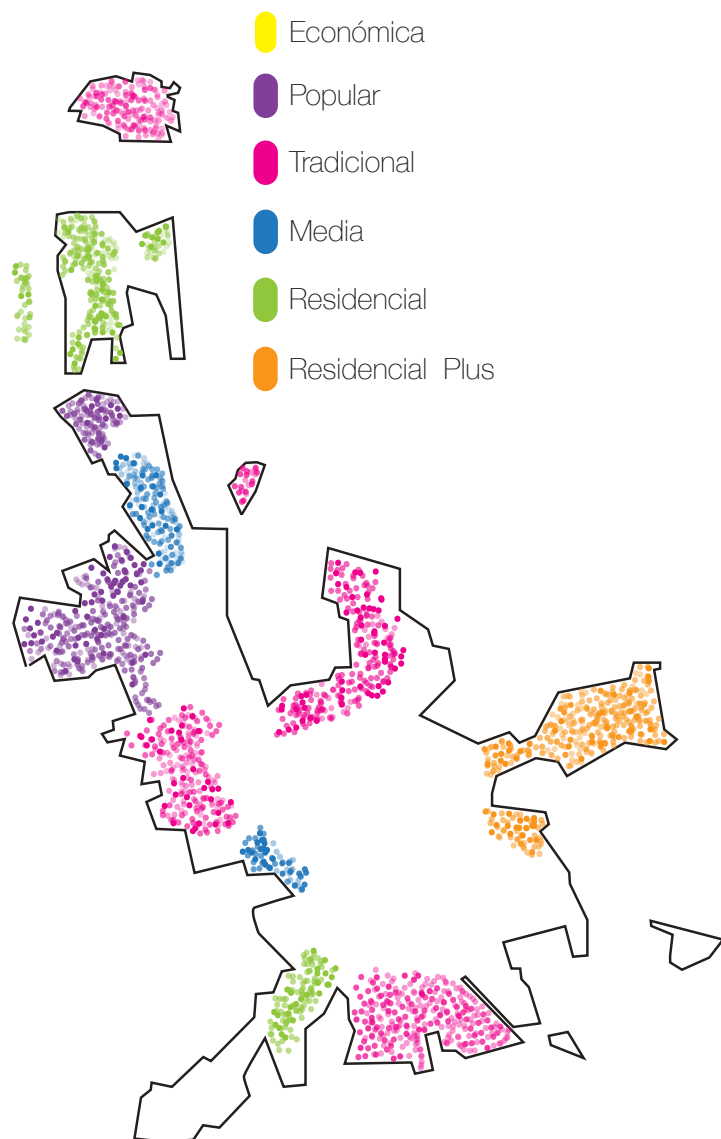 Económica
Popular
Tradicional
Media
Residencial
Residencial Plus